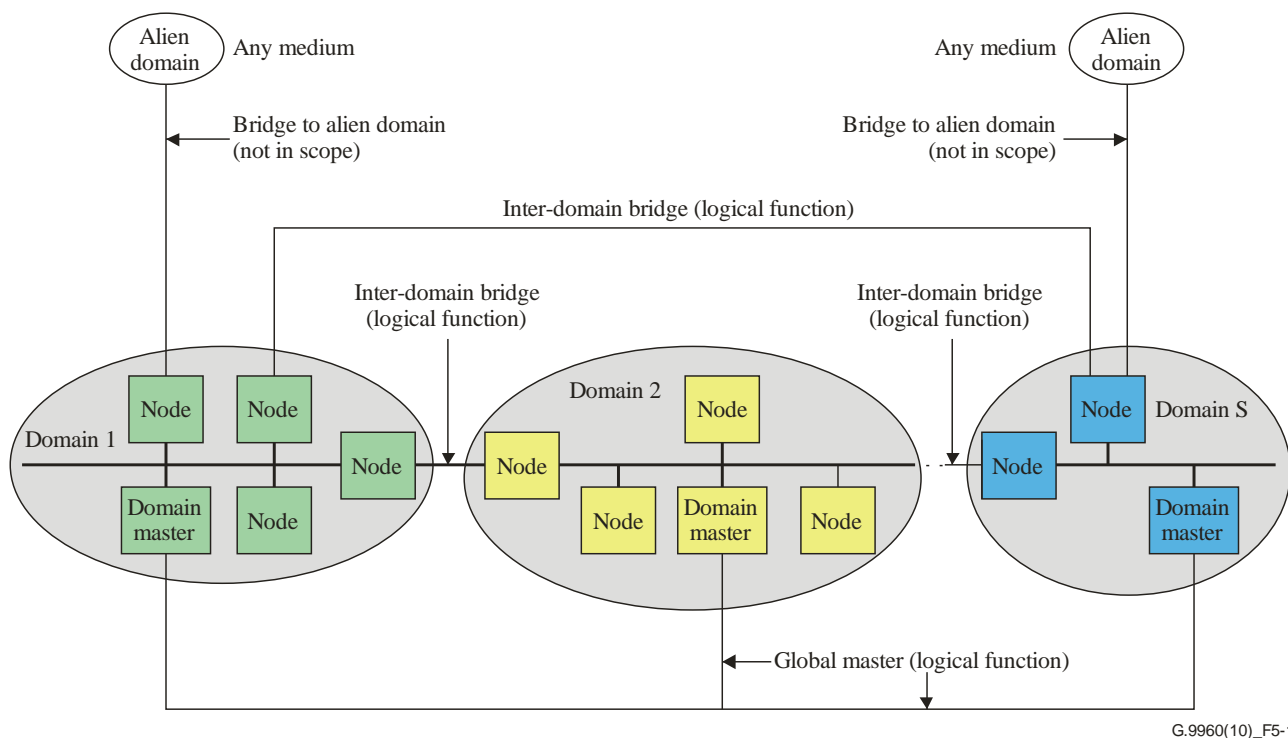 Alien
domain
Any medium
Any medium
Alien
domain
Bridge to alien domain
(not in scope)
Bridge to alien domain
(not in scope)
Inter-domain bridge (logical function)
Inter-domain bridge
(logical function)
Inter-domain bridge
(logical function)
Domain 1
Node
Node
Node
Domain
master
Node
Domain 2
Node
Node
Node
Domain
master
Node
Node
Domain S
Node
Domain
master
Global master (logical function)
G.9960(10)_F5-